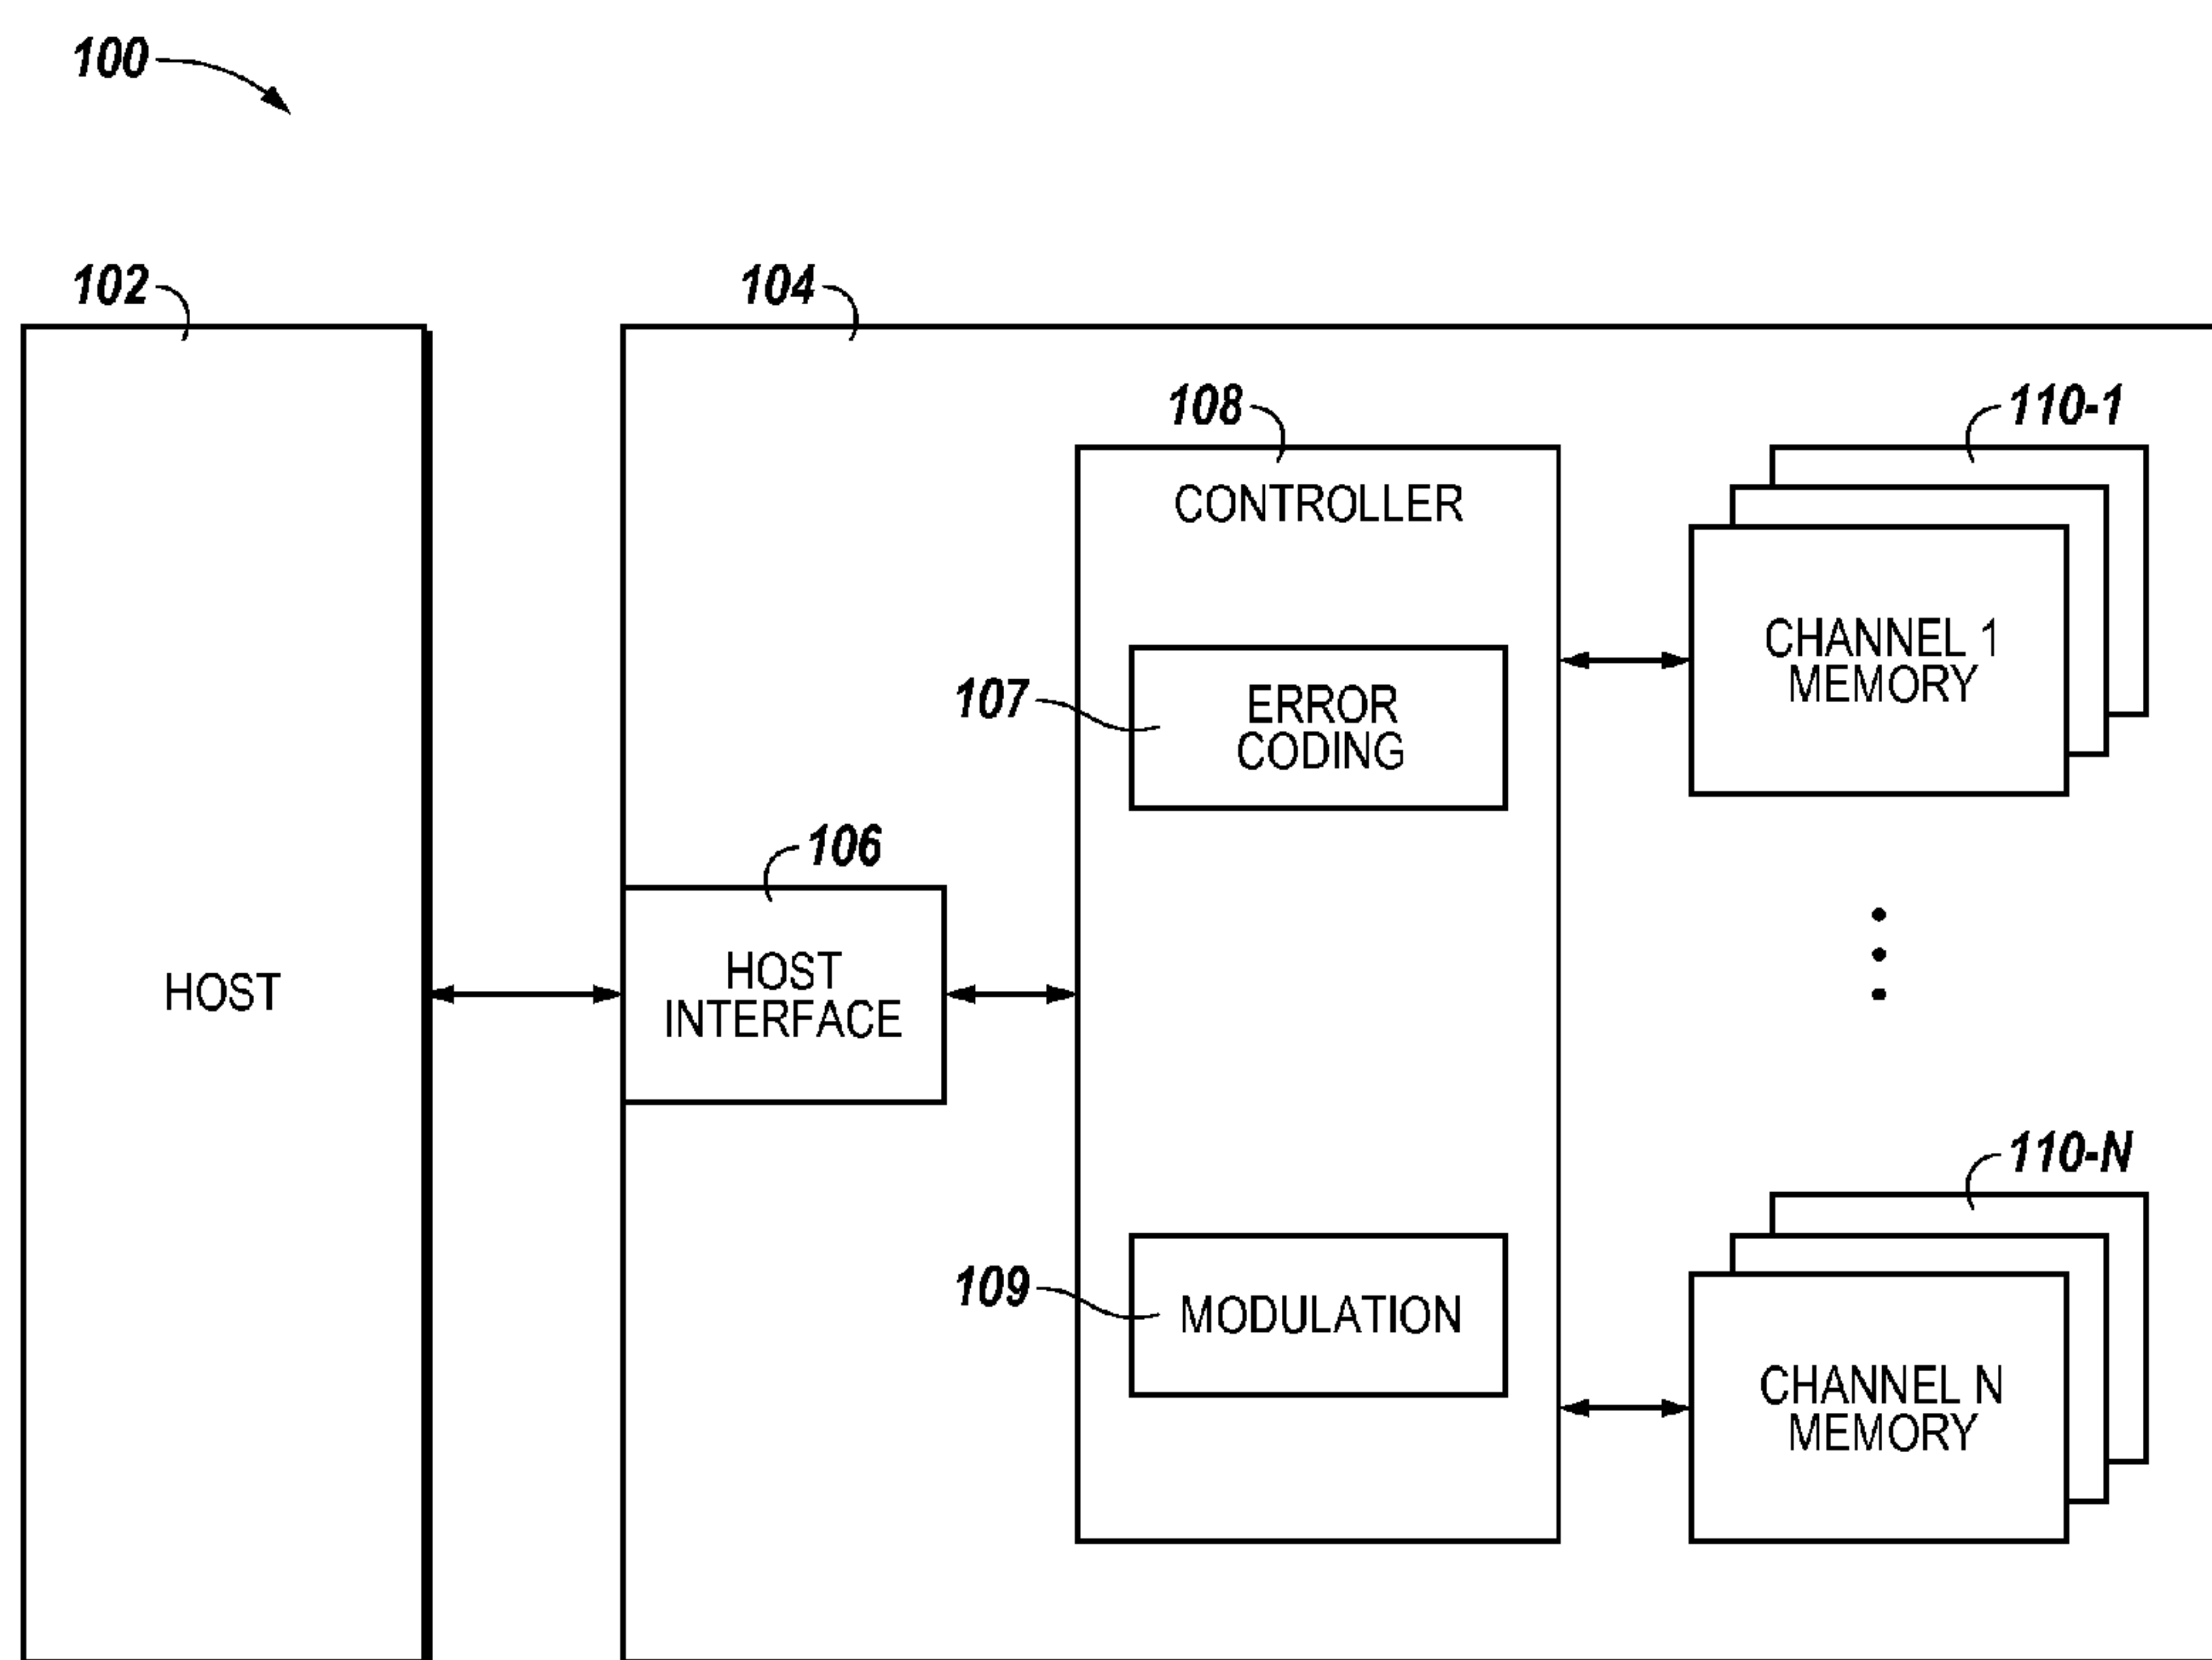 100
102
104
108
110-1
CONTROLLER
CHANNEL 1
MEMORY
107
ERROR
CODING
106
HOST
HOST
INTERFACE
110-N
109
MODULATION
CHANNEL N
MEMORY